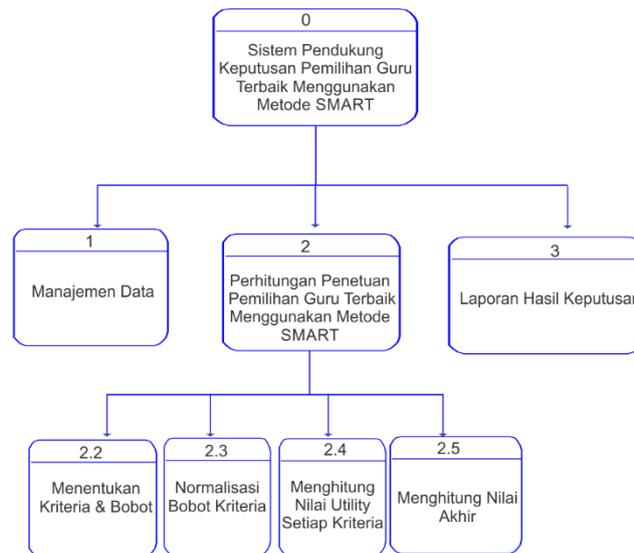 0
Sistem Pendukung
Keputusan Pemilihan Guru
Terbaik Menggunakan
Metode SMART
1
Manajemen Data
2
Perhitungan Penetuan
Pemilihan Guru Terbaik
Menggunakan Metode
SMART
3
Laporan Hasil Keputusan
2.2
Menentukan
Kriteria & Bobot
2.3
Normalisasi
Bobot Kriteria
2.4
Menghitung
Nilai Utility
Setiap Kriteria
2.5
Menghitung Nilai
Akhir